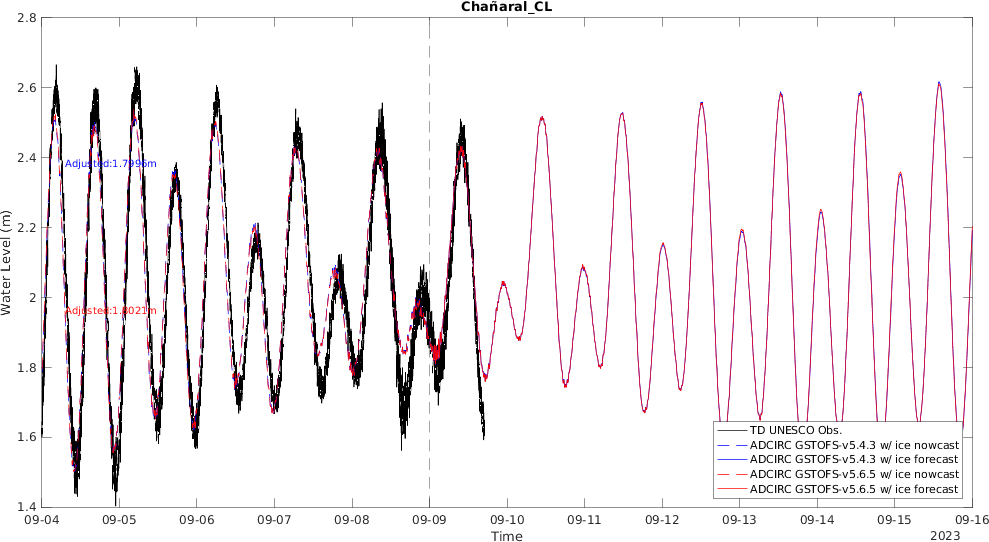 Chañaral_CL
2.8
2.6
2.4
2.2
2
1.8
1.6
1.4
Water Level (m)
Adjusted:1.7996m
Adjusted:1.8021m
TD UNESCO Obs.
ADCIRC GSTOFS-v5.4.3 w/ ice nowcast
ADCIRC GSTOFS-v5.4.3 w/ ice forecast
ADCIRC GSTOFS-v5.6.5 w/ ice nowcast
ADCIRC GSTOFS-v5.6.5 w/ ice forecast
09-04 09-05 09-06 09-07 09-08 09-09 09-10 09-11 09-12 09-13 09-14 09-15 09-16
Time
2023